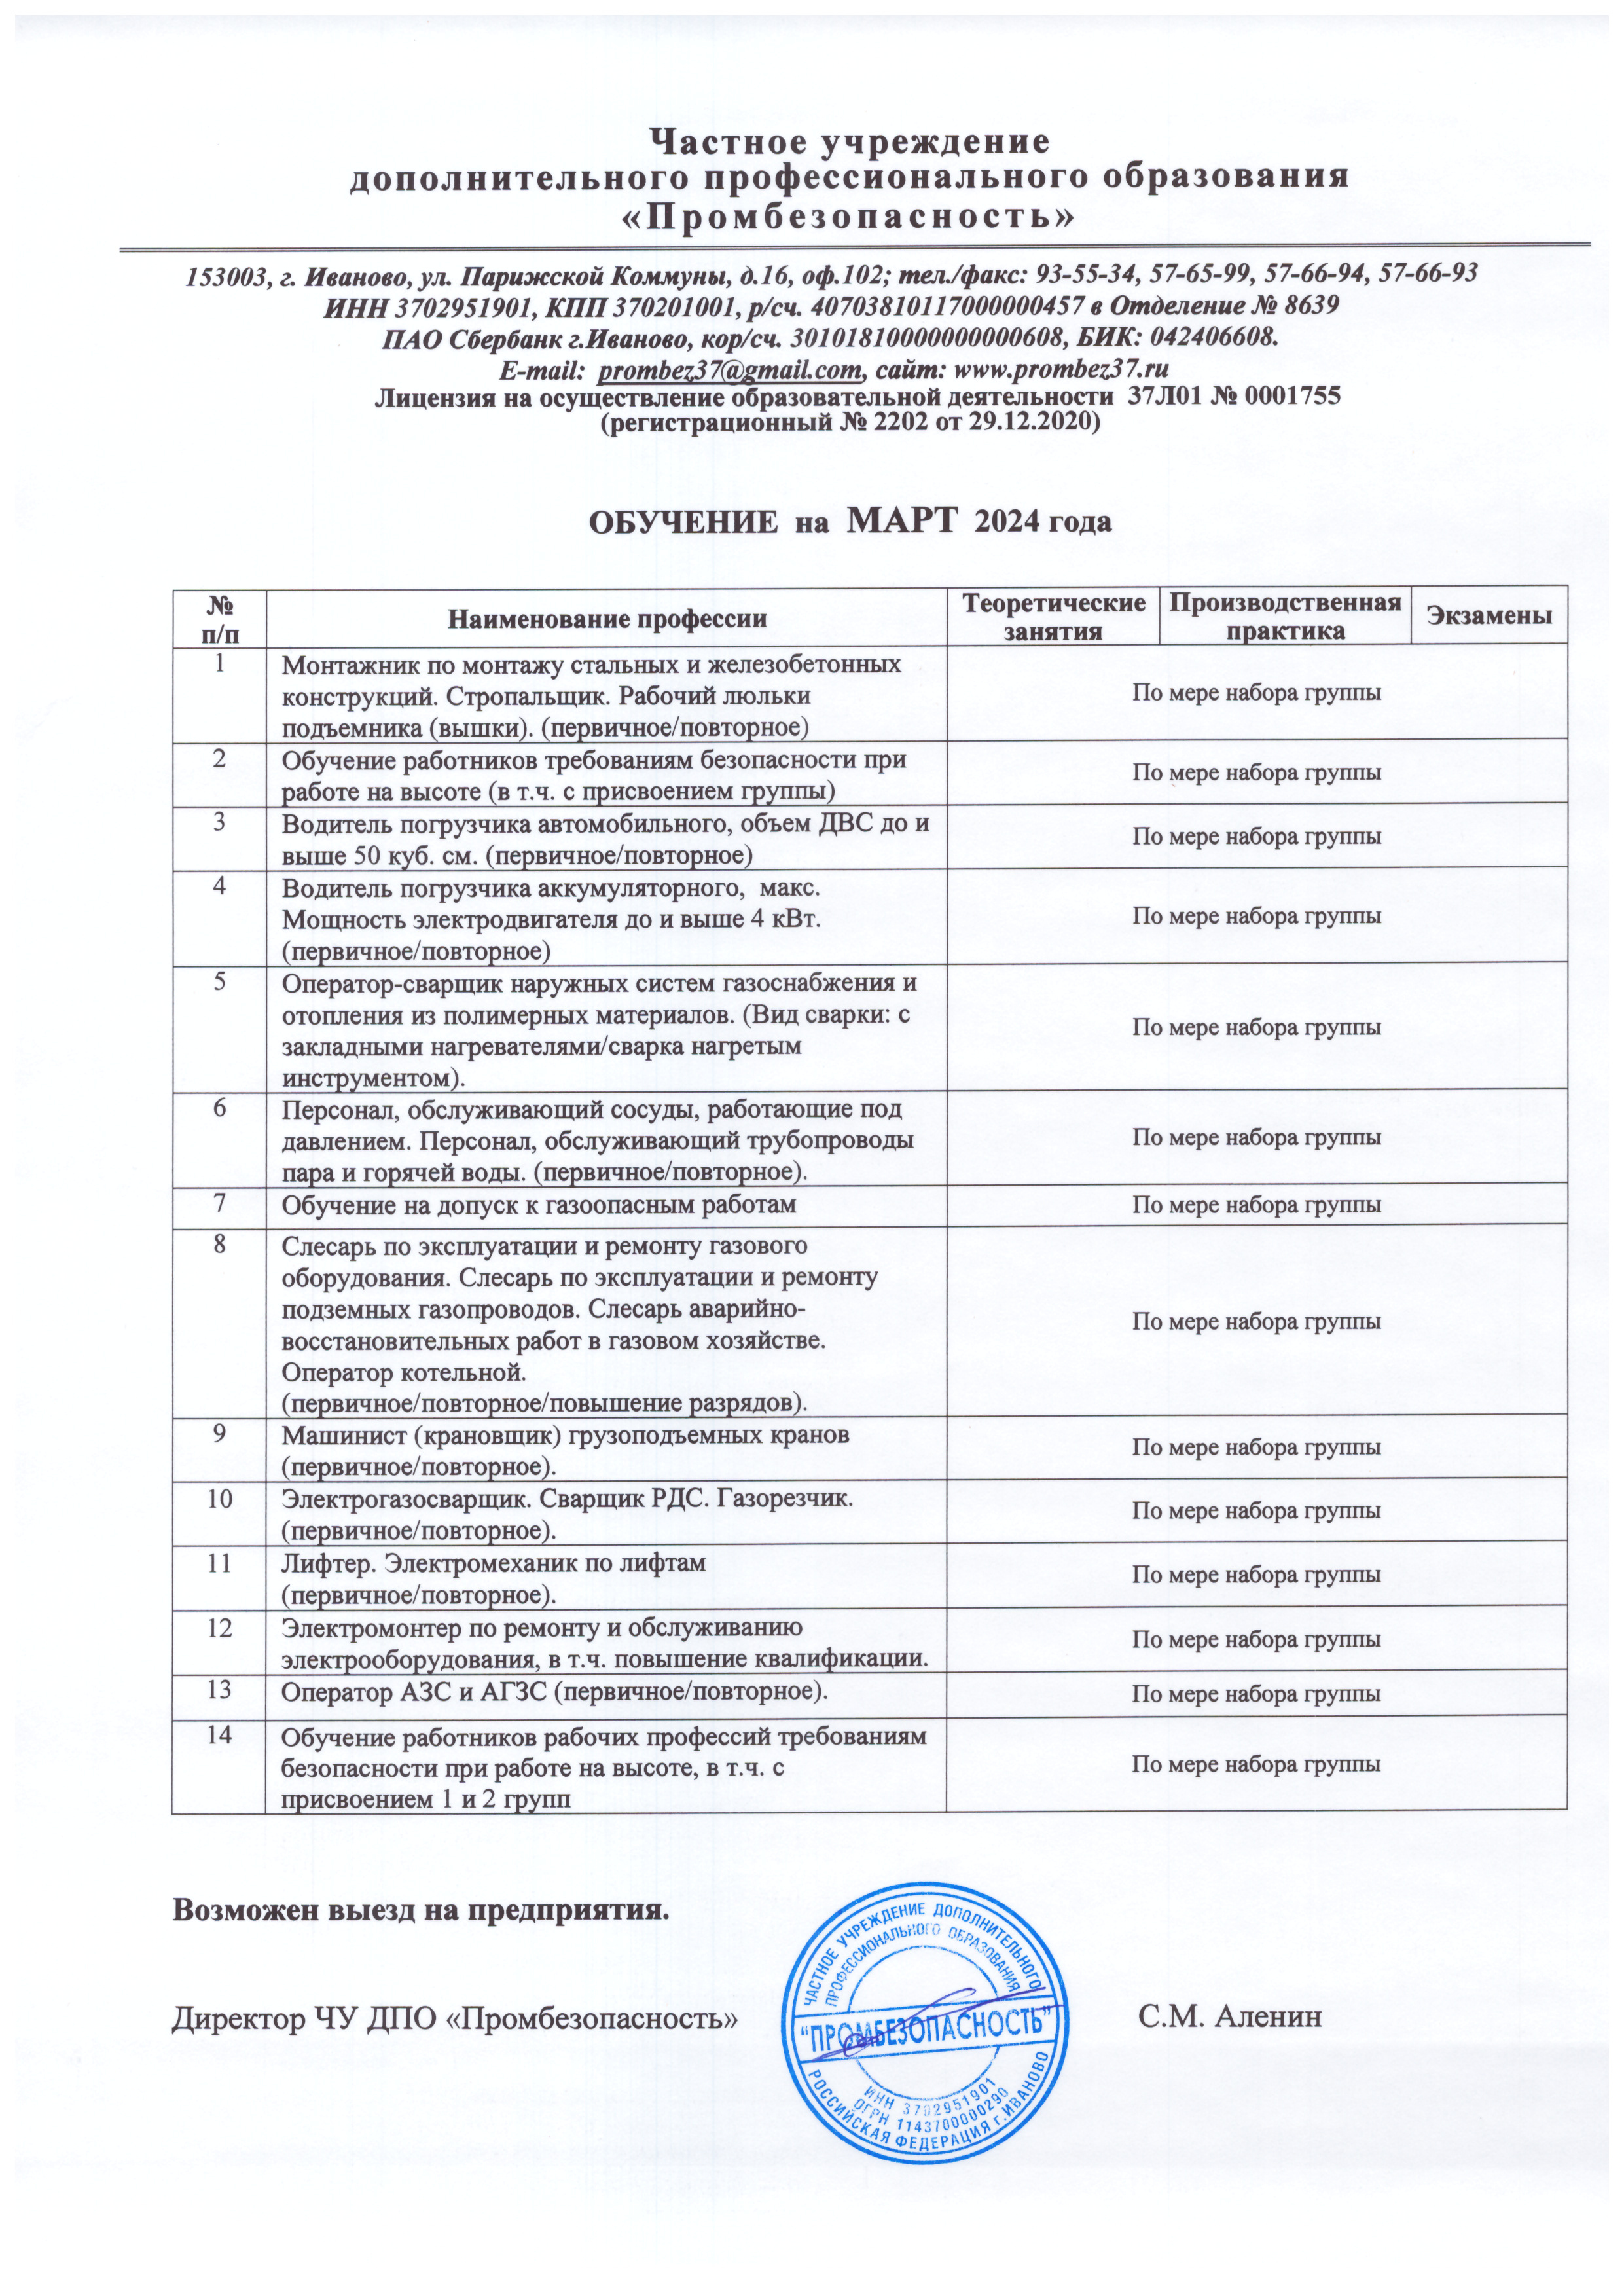 Частное учреждение
дополнительного профессионального образования
«Промбезопасность»
153003, г. Иваново, ул. Парижской Коммуны, д.16, оф.102; тел./факс: 93-55-34, 57-65-99, 57-66-94, 57-66-93
ИНН 3702951901, КПП 370201001, р/сч. 40703810117000000457 в Отделение № 8639
ПАО Сбербанк г.Иваново, кор/сч. 30101810000000000608, БИК: 042406608.
E-mail: prombez37@gmail.com, сайт: www.prombez37.ru
Лицензия на осуществление образовательной деятельности 37Л01 № 0001755
(регистрационный № 2202 от 29.12.2020)
ОБУЧЕНИЕ на МАРТ 2024 года
№ п/п
Наименование профессии
Теоретические занятия
Производственная практика
Экзамены
1
Монтажник по монтажу стальных и железобетонных
конструкций. Стропальщик. Рабочий люльки
подъемника (вышки). (первичное/повторное)
По мере набора группы
2
Обучение работников требованиям безопасности при
работе на высоте (в т.ч. с присвоением группы)
По мере набора группы
3
Водитель погрузчика автомобильного, объем ДВС до и
выше 50 куб. см. (первичное/повторное)
По мере набора группы
4
Водитель погрузчика аккумуляторного, макс.
Мощность электродвигателя до и выше 4 кВт.
(первичное/повторное)
По мере набора группы
5
Оператор-сварщик наружных систем газоснабжения и
отопления из полимерных материалов. (Вид сварки: с
закладными нагревателями/сварка нагретым
инструментом).
По мере набора группы
6
Персонал, обслуживающий сосуды, работающие под
давлением. Персонал, обслуживающий трубопроводы
пара и горячей воды. (первичное/повторное).
По мере набора группы
7
Обучение на допуск к газоопасным работам
По мере набора группы
8
Слесарь по эксплуатации и ремонту газового
оборудования. Слесарь по эксплуатации и ремонту
подземных газопроводов. Слесарь аварийно-
восстановительных работ в газовом хозяйстве.
Оператор котельной.
(первичное/повторное/повышение разрядов).
По мере набора группы
9
Машинист (крановщик) грузоподъемных кранов
(первичное/повторное).
По мере набора группы
10
Электрогазосварщик. Сварщик РДС. Газорезчик.
(первичное/повторное).
По мере набора группы
11
Лифтер. Электромеханик по лифтам
(первичное/повторное).
По мере набора группы
12
Электромонтер по ремонту и обслуживанию
электрооборудования, в т.ч. повышение квалификации.
По мере набора группы
13
Оператор АЗС и АГЗС (первичное/повторное).
По мере набора группы
14
Обучение работников рабочих профессий требованиям
безопасности при работе на высоте, в т.ч. с
присвоением 1 и 2 групп
По мере набора группы
Возможен выезд на предприятия.
Директор ЧУ ДПО «Промбезопасность»
С.М. Аленин
ЧАСТНОЕ УЧРЕЖДЕНИЕ ДОПОЛНИТЕЛЬНОГО
ПРОФЕССИОНАЛЬНОГО ОБРАЗОВАНИЯ
“ПРОМБЕЗОПАСНОСТЬ”
ИНН 3702951901
ОГРН 1143700000290
РОССИЙСКАЯ ФЕДЕРАЦИЯ г.ИВАНОВО